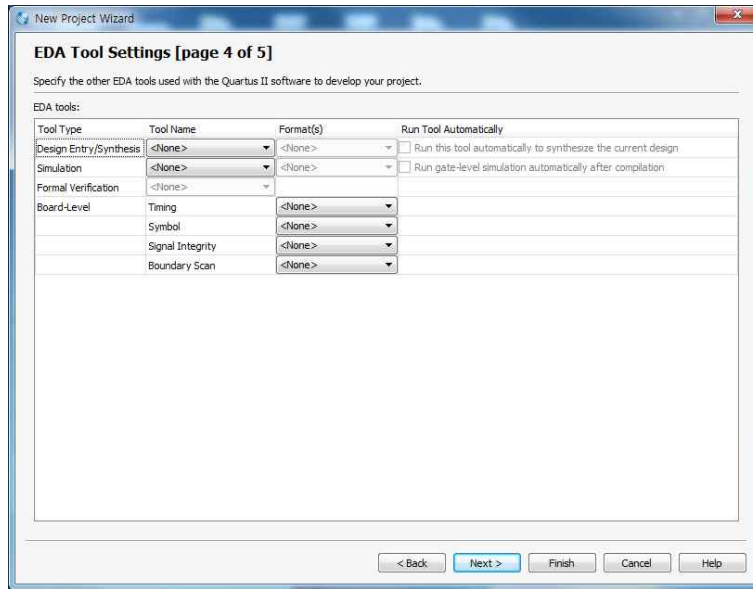 New Project Wizard
EDA Tool Settings [page 4 of 5]
Specify the other EDA tools used with the Quartus II software to develop your project.
EDA tools:
Tool Type Tool Name Format(s) Run Tool Automatically
Design Entry/Synthesis <None> <None> Run this tool automatically to synthesize the current design
Simulation <None> <None> Run gate-level simulation automatically after compilation
Formal Verification <None>
Board-Level Timing <None>
Symbol <None>
Signal Integrity <None>
Boundary Scan <None>
< Back Next > Finish Cancel Help